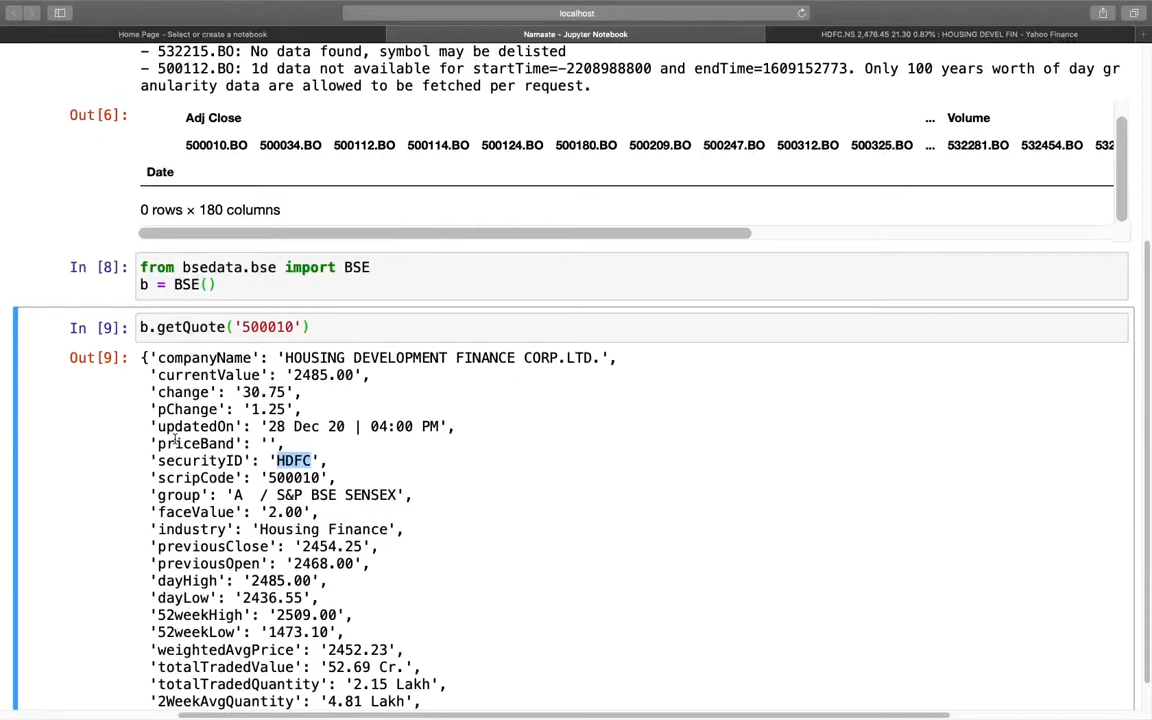 localhost
Home Page - Select or create a notebook
Namaste - Jupyter Notebook
HDFC.NS 2,476.45 21.30 0.87% : HOUSING DEVEL FIN - Yahoo Finance
- 532215.BO: No data found, symbol may be delisted
- 500112.BO: 1d data not available for startTime=-2208988800 and endTime=1609152773. Only 100 years worth of day gr
anularity data are allowed to be fetched per request.
Out[6]:
Adj Close ... Volume
500010.BO 500034.BO 500112.BO 500114.BO 500124.BO 500180.BO 500209.BO 500247.BO 500312.BO 500325.BO ... 532281.BO 532454.BO 532
Date
0 rows × 180 columns
In [8]: from bsedata.bse import BSE
b = BSE()
In [9]: b.getQuote('500010')
Out[9]: {'companyName': 'HOUSING DEVELOPMENT FINANCE CORP.LTD.',
'currentValue': '2485.00',
'change': '30.75',
'pChange': '1.25',
'updatedOn': '28 Dec 20 | 04:00 PM',
'priceBand': '',
'securityID': 'HDFC',
'scripCode': '500010',
'group': 'A  / S&P BSE SENSEX',
'faceValue': '2.00',
'industry': 'Housing Finance',
'previousClose': '2454.25',
'previousOpen': '2468.00',
'dayHigh': '2485.00',
'dayLow': '2436.55',
'52weekHigh': '2509.00',
'52weekLow': '1473.10',
'weightedAvgPrice': '2452.23',
'totalTradedValue': '52.69 Cr.',
'totalTradedQuantity': '2.15 Lakh',
'2WeekAvgQuantity': '4.81 Lakh',